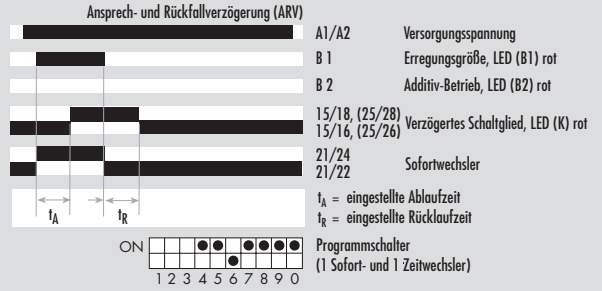 Ansprech- und Rückfallverzögerung (ARV)
A1/A2 Versorgungsspannung
B 1 Erregungsgröße, LED (B1) rot
B 2 Additiv-Betrieb, LED (B2) rot
15/18, (25/28)
15/16, (25/26) Verzögertes Schaltglied, LED (K) rot
21/24
21/22 Sofortwechsler
tA tR
tA = eingestellte Ablaufzeit
tR = eingestellte Rücklaufzeit
ON Programmschalter
(1 Sofort- und 1 Zeitwechsler)
1 2 3 4 5 6 7 8 9 0